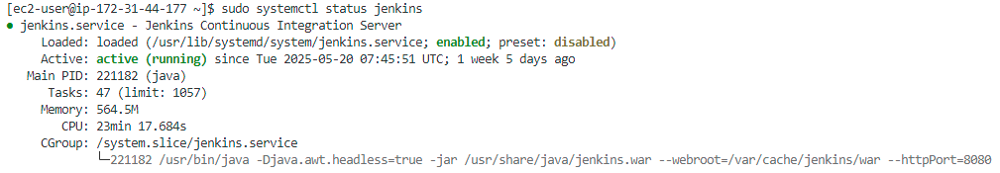 [ec2-user@ip-172-31-44-177 ~]$ sudo systemctl status jenkins
● jenkins.service - Jenkins Continuous Integration Server
     Loaded: loaded (/usr/lib/systemd/system/jenkins.service; enabled; preset: disabled)
     Active: active (running) since Tue 2025-05-20 07:45:51 UTC; 1 week 5 days ago
   Main PID: 221182 (java)
      Tasks: 47 (limit: 1057)
     Memory: 564.5M
        CPU: 23min 17.684s
     CGroup: /system.slice/jenkins.service
             └─221182 /usr/bin/java -Djava.awt.headless=true -jar /usr/share/java/jenkins.war --webroot=/var/cache/jenkins/war --httpPort=8080